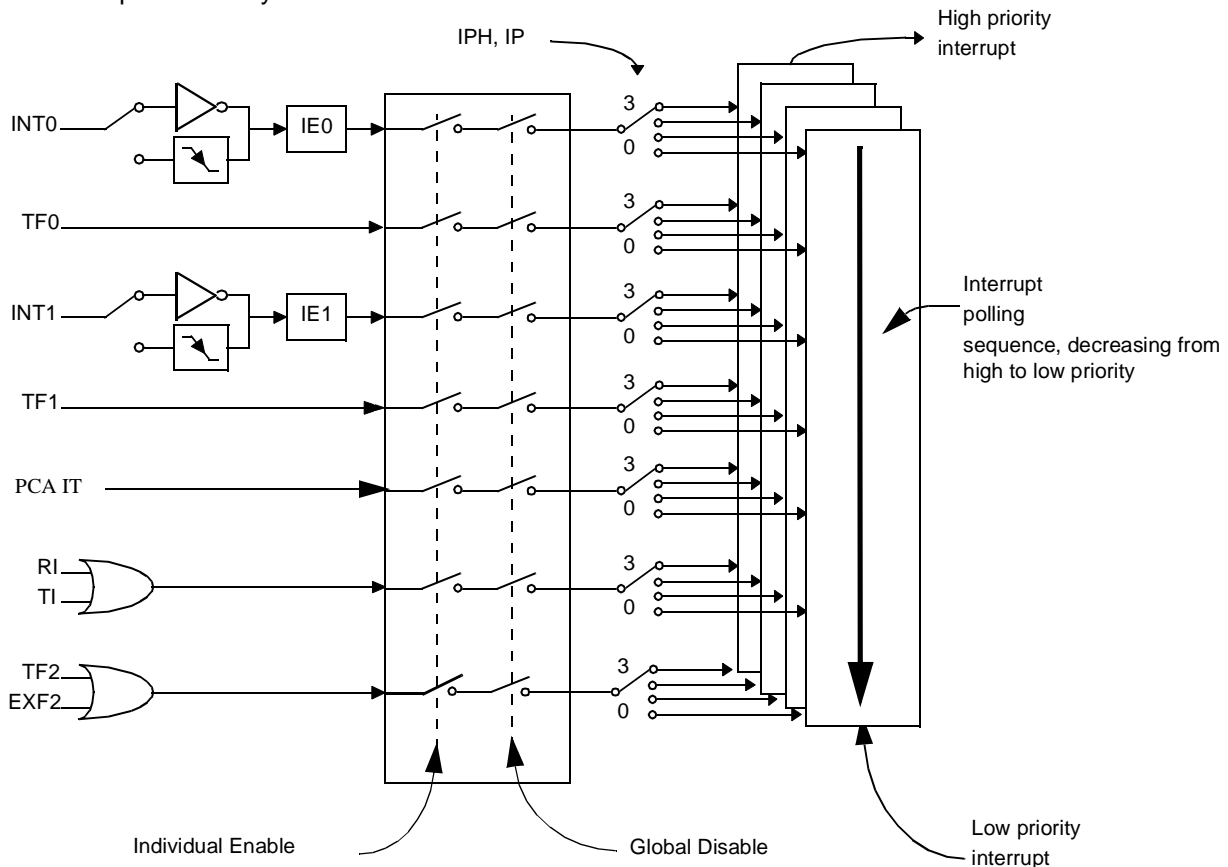 IPH, IP
High priority
interrupt
INT0
IE0
3
0
TF0
3
0
INT1
IE1
3
0
Interrupt
polling
sequence, decreasing from
high to low priority
TF1
3
0
PCA IT
3
0
RI
TI
3
0
TF2
EXF2
3
0
Individual Enable
Global Disable
Low priority
interrupt